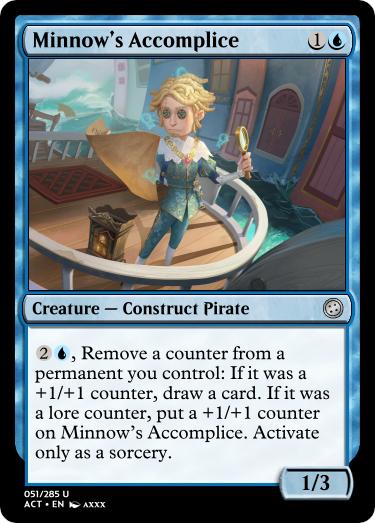 Minnow's Accomplice 1
Creature — Construct Pirate
2, Remove a counter from a
permanent you control: If it was a
+1/+1 counter, draw a card. If it was
a lore counter, put a +1/+1 counter
on Minnow's Accomplice. Activate
only as a sorcery.
1/3
051/285 U
ACT • EN AXXX